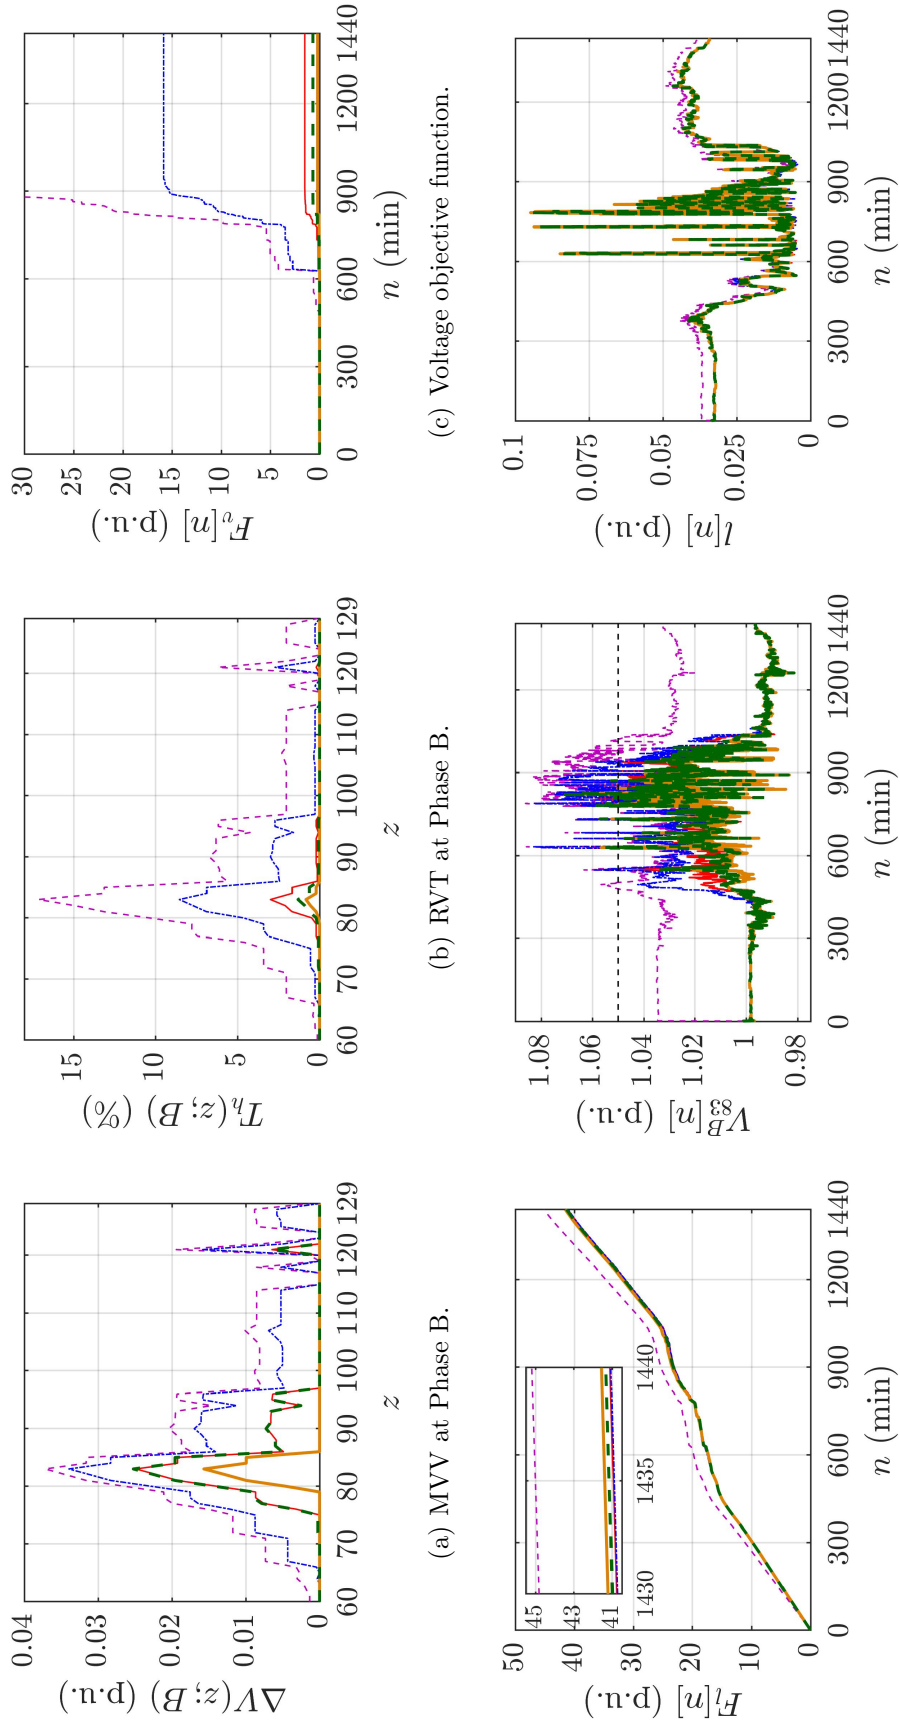 ΔV(z; B) (p.u.)
0.04
0.03
0.02
0.01
0
60 70 80 90 100 110 120 129
z
(a) MVV at Phase B.
T_h(z; B) (%)
15
10
5
0
60 70 80 90 100 110 120 129
z
(b) RVT at Phase B.
F_v[n] (p.u.)
30
25
20
15
10
5
0
0 300 600 900 1200 1440
n (min)
(c) Voltage objective function.
F_l[n] (p.u.)
50
40
30
20
10
0
45
43
41
1430 1435 1440
0 300 600 900 1200 1440
n (min)
V_83^B[n] (p.u.)
1.08
1.06
1.04
1.02
1
0.98
0 300 600 900 1200 1440
n (min)
l[n] (p.u.)
0.1
0.075
0.05
0.025
0
0 300 600 900 1200 1440
n (min)